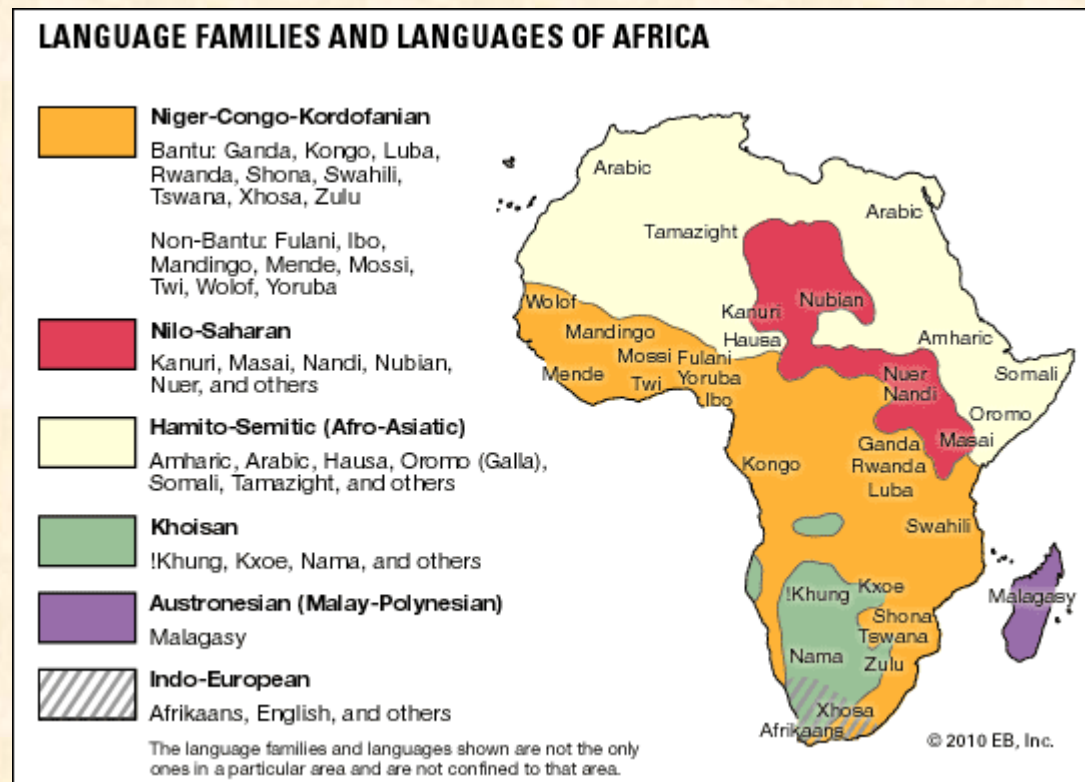 LANGUAGE FAMILIES AND LANGUAGES OF AFRICA
Niger-Congo-Kordofanian
Bantu: Ganda, Kongo, Luba,
Rwanda, Shona, Swahili,
Tswana, Xhosa, Zulu
Non-Bantu: Fulani, Ibo,
Mandingo, Mende, Mossi,
Twi, Wolof, Yoruba
Nilo-Saharan
Kanuri, Masai, Nandi, Nubian,
Nuer, and others
Hamito-Semitic (Afro-Asiatic)
Amharic, Arabic, Hausa, Oromo (Galla),
Somali, Tamazight, and others
Khoisan
!Khung, Kxoe, Nama, and others
Austronesian (Malay-Polynesian)
Malagasy
Indo-European
Afrikaans, English, and others
The language families and languages shown are not the only
ones in a particular area and are not confined to that area.
Arabic
Arabic
Tamazight
Nubian
Kanuri
Wolof
Hausa
Amharic
Mandingo
Mossi
Fulani
Somali
Mende
Twi
Yoruba
Nuer
Nandi
Ibo
Oromo
Masai
Ganda
Kongo
Rwanda
Luba
Swahili
!Khung
Kxoe
Malagasy
Shona
Tswana
Nama
Zulu
Xhosa
Afrikaans
© 2010 EB, Inc.